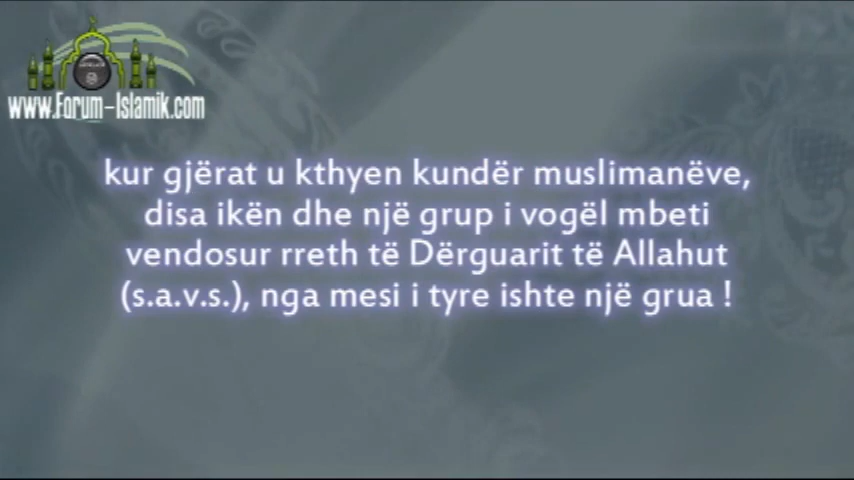 www.Forum-Islamik.com
kur gjërat u kthyen kundër muslimanëve,
disa ikën dhe një grup i vogël mbeti
vendosur rreth të Dërguarit të Allahut
(s.a.v.s.), nga mesi i tyre ishte një grua !